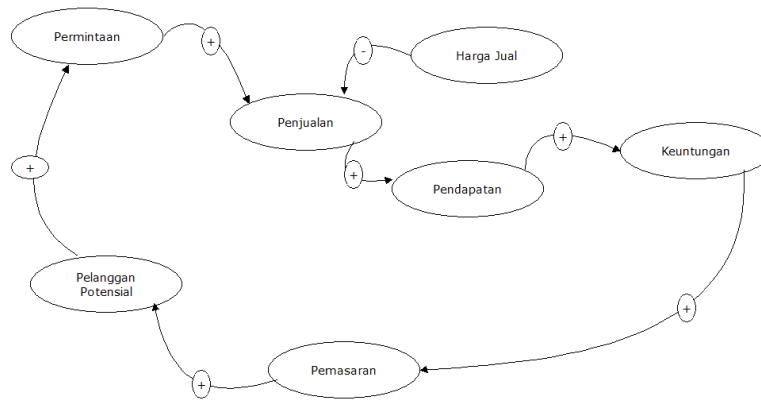 Permintaan
+
-
Harga Jual
Penjualan
+
Keuntungan
+
+
Pendapatan
Pelanggan
Potensial
+
Pemasaran
+